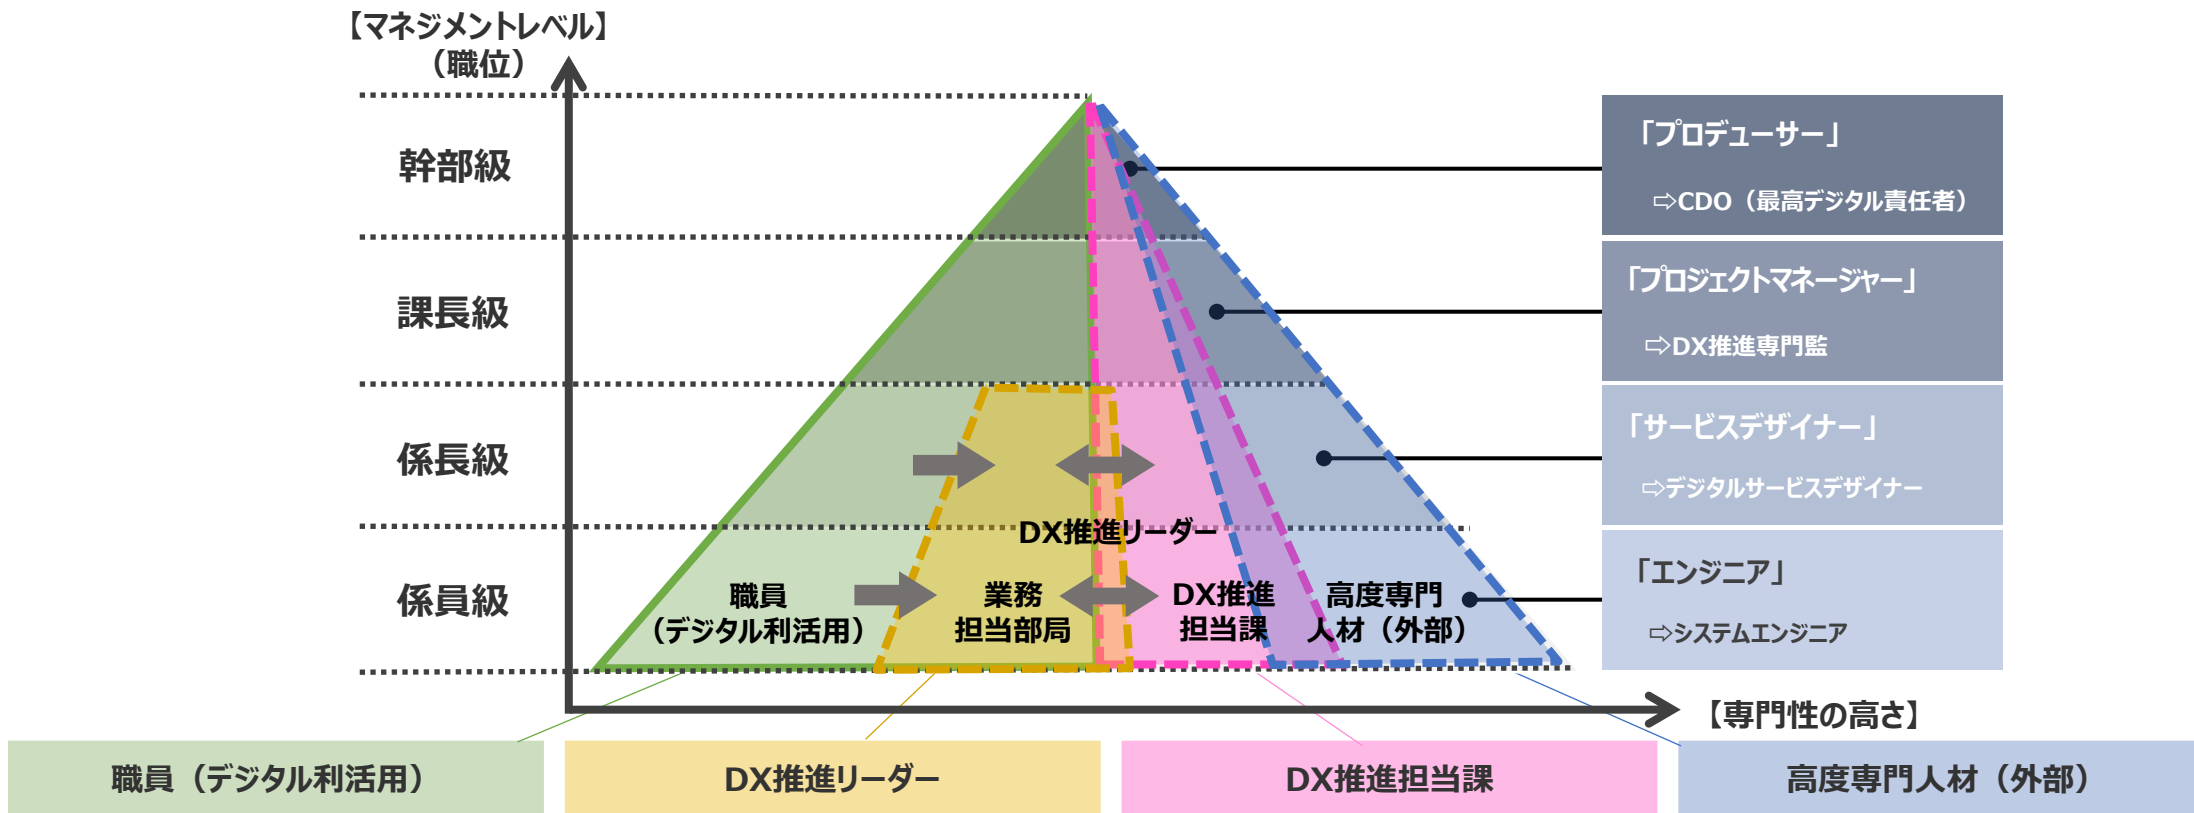 【マネジメントレベル】
（職位）
幹部級
課長級
係長級
係員級
「プロデューサー」
⇨CDO（最高デジタル責任者）
「プロジェクトマネージャー」
⇨DX推進専門監
「サービスデザイナー」
⇨デジタルサービスデザイナー
「エンジニア」
⇨システムエンジニア
DX推進リーダー
職員
（デジタル利活用）
業務
担当部局
DX推進
担当課
高度専門
人材（外部）
【専門性の高さ】
職員（デジタル利活用）
DX推進リーダー
DX推進担当課
高度専門人材（外部）